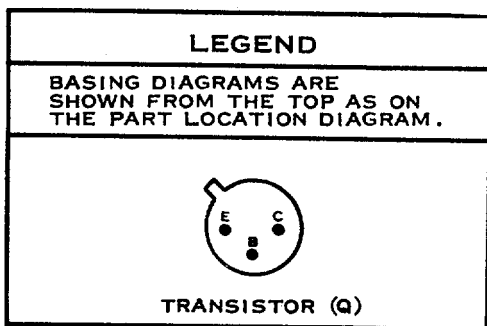 LEGEND
BASING DIAGRAMS ARE
SHOWN FROM THE TOP AS ON
THE PART LOCATION DIAGRAM.
E C
B
TRANSISTOR (Q)